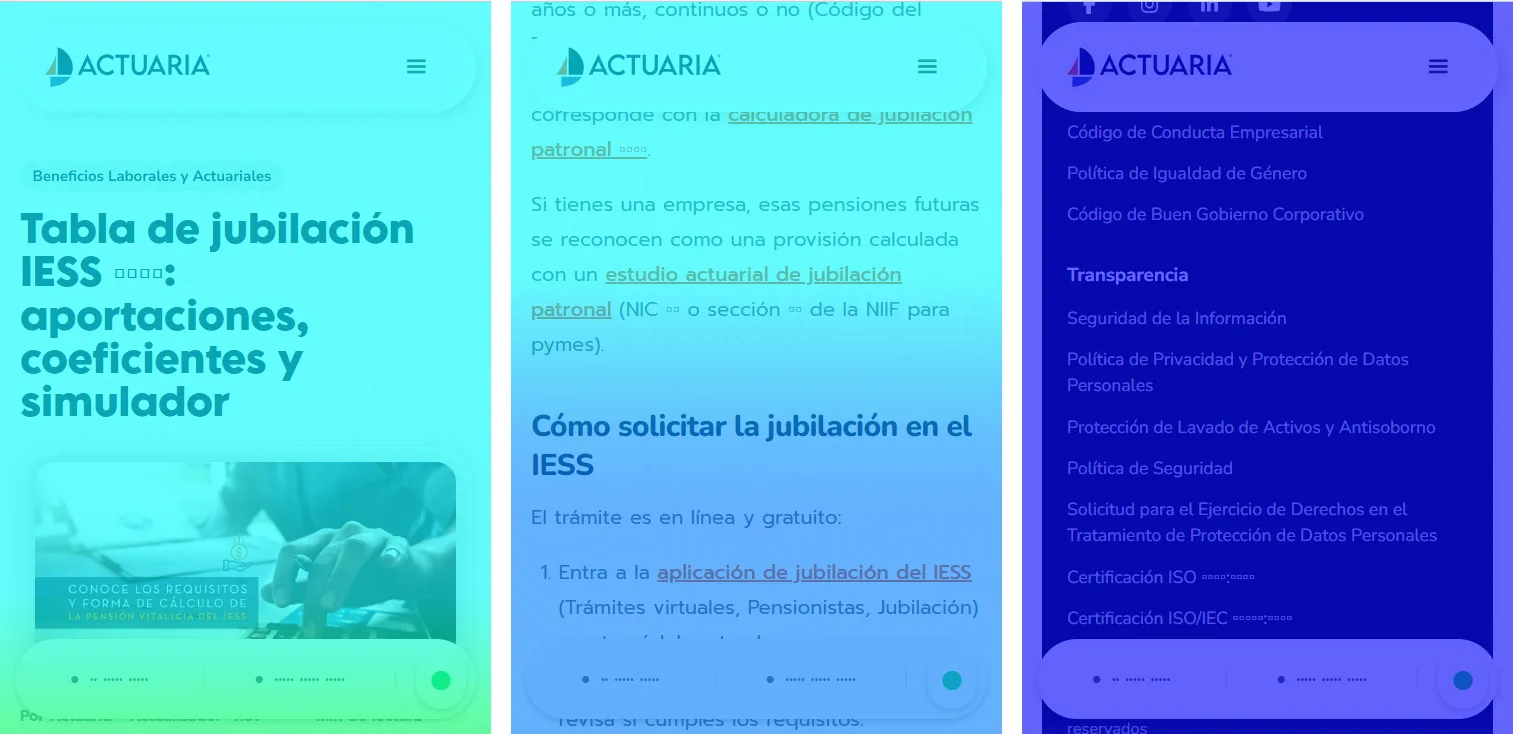 ACTUARIA
Beneficios Laborales y Actuariales
Tabla de jubilación
IESS ▫▫▫▫:
aportaciones,
coeficientes y
simulador
CONOCE LOS REQUISITOS
Y FORMA DE CÁLCULO DE
LA PENSIÓN VITALICIA DEL IESS
Por Actuaria
años o más, continuos o no (Código del
ACTUARIA
corresponde con la calculadora de jubilación
patronal ▫▫▫▫.
Si tienes una empresa, esas pensiones futuras
se reconocen como una provisión calculada
con un estudio actuarial de jubilación
patronal (NIC ▫▫ o sección ▫▫ de la NIIF para
pymes).
Cómo solicitar la jubilación en el
IESS
El trámite es en línea y gratuito:
1. Entra a la aplicación de jubilación del IESS
(Trámites virtuales, Pensionistas, Jubilación)
revisa si cumples los requisitos.
ACTUARIA
Código de Conducta Empresarial
Política de Igualdad de Género
Código de Buen Gobierno Corporativo
Transparencia
Seguridad de la Información
Política de Privacidad y Protección de Datos
Personales
Protección de Lavado de Activos y Antisoborno
Política de Seguridad
Solicitud para el Ejercicio de Derechos en el
Tratamiento de Protección de Datos Personales
Certificación ISO ▫▫▫▫:▫▫▫▫
Certificación ISO/IEC ▫▫▫▫▫:▫▫▫▫
reservados